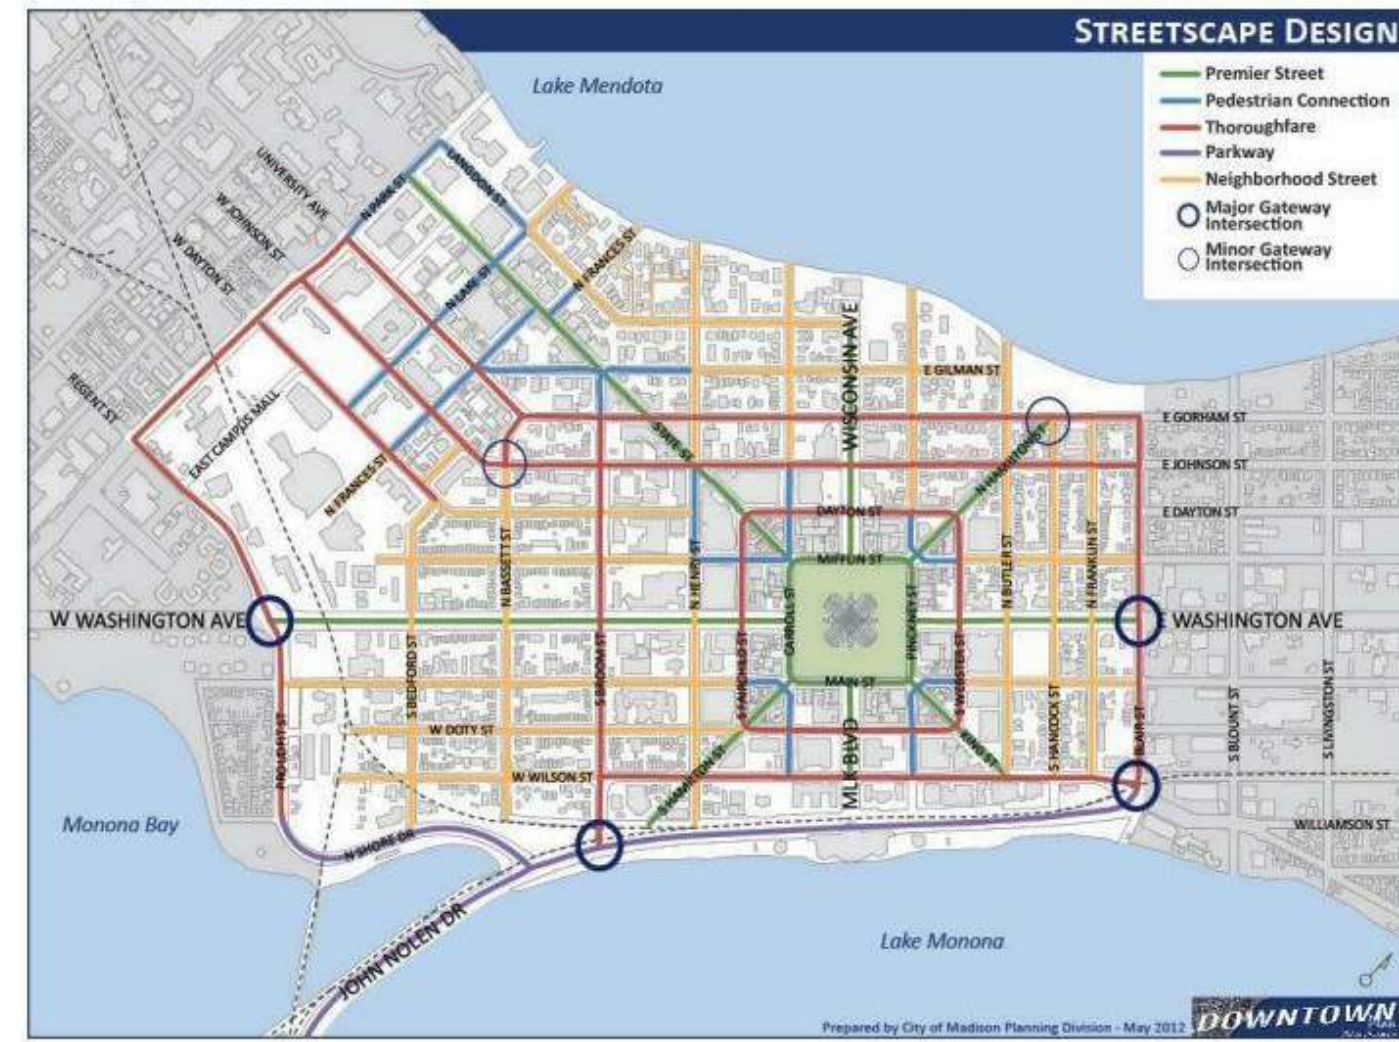 STREETSCAPE DESIGN
Premier Street
Pedestrian Connection
Thoroughfare
Parkway
Neighborhood Street
Major Gateway
Intersection
Minor Gateway
Intersection
Lake Mendota
LANGDON ST
UNIVERSITY AVE
N PARK ST
W JOHNSON ST
W DAYTON ST
N LAKE ST
N FRANCES ST
WISCONSIN AVE
E GILMAN ST
REGENT ST
EAST CAMPUS MALL
STATE ST
N HAMILTON ST
E GORHAM ST
E JOHNSON ST
N FRANCES ST
DAYTON ST
E DAYTON ST
N BASSETT ST
N HENRY ST
MIFFLIN ST
N BUTLER ST
N FRANKLIN ST
W WASHINGTON AVE
CARROLL ST
PINCKNEY ST
E WASHINGTON AVE
S BEDFORD ST
S BROOM ST
S FAIRCHILD ST
S WEBSTER ST
MAIN ST
S HANCOCK ST
S BLAIR ST
S BLOUNT ST
S LIVINGSTON ST
PROUDFIT ST
W DOTY ST
MLK BLVD
KING ST
W WILSON ST
S HAMILTON ST
Monona Bay
N SHORE DR
WILLIAMSON ST
JOHN NOLEN DR
Lake Monona
Prepared by City of Madison Planning Division - May 2012
DOWNTOWN